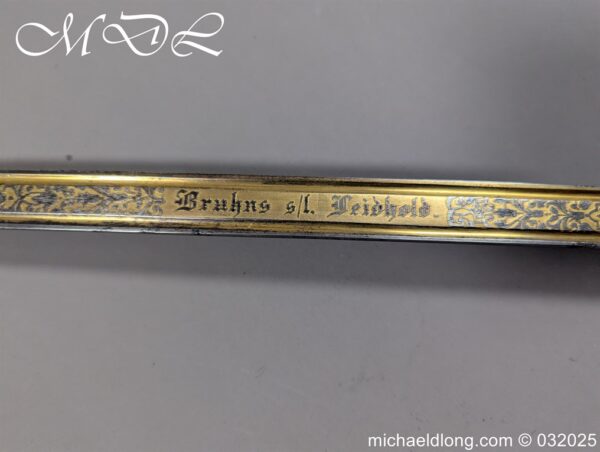 MDL
Bruhns s/l. Leidhold.
michaeldlong.com © 032025